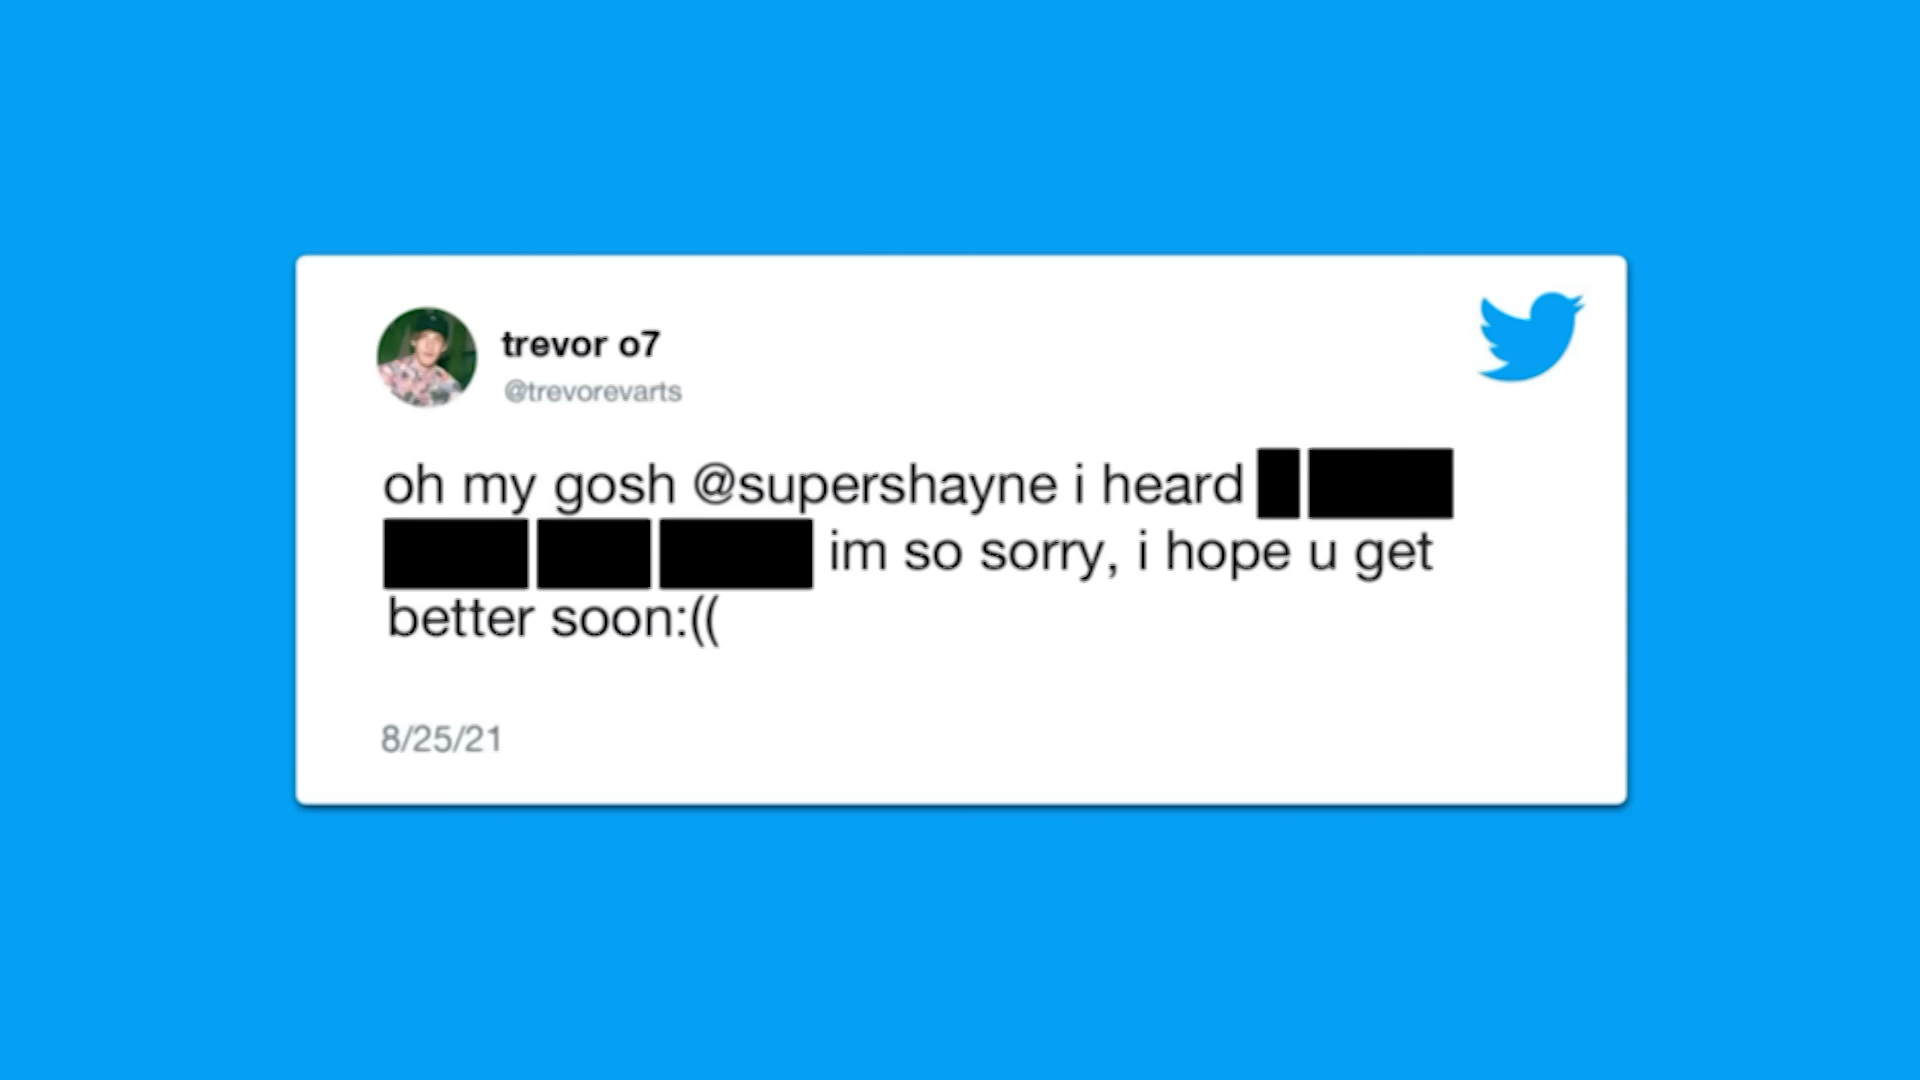 trevor o7
@trevorevarts
oh my gosh @supershayne i heard
im so sorry, i hope u get
better soon:((
8/25/21